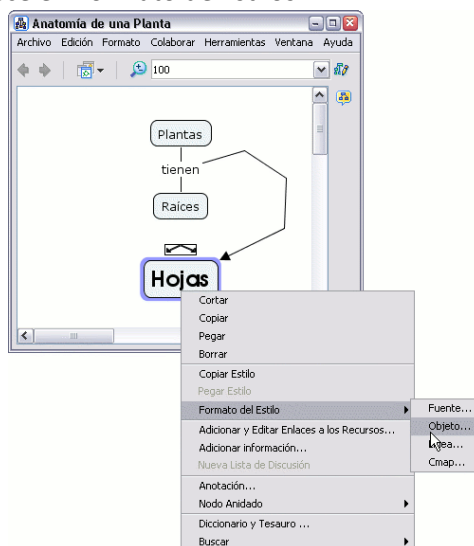 Anatomía de una Planta
Archivo Edición Formato Colaborar Herramientas Ventana Ayuda
100
Plantas
tienen
Raíces
Hojas
Cortar
Copiar
Pegar
Borrar
Copiar Estilo
Pegar Estilo
Formato del Estilo
Fuente...
Objeto...
Cmap...
Adicionar y Editar Enlaces a los Recursos...
Adicionar información...
Nueva Lista de Discusión
Anotación...
Nodo Anidado
Diccionario y Tesauro ...
Buscar